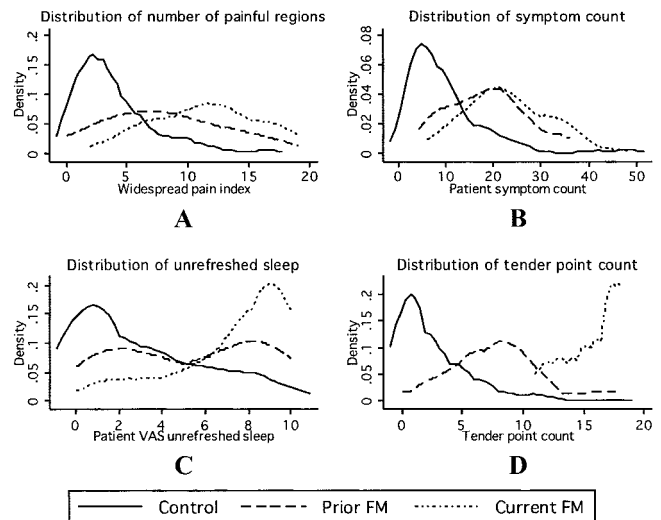 Distribution of number of painful regions
Density
0 .05 .1 .15 .2
0 5 10 15 20
Widespread pain index
A
Distribution of symptom count
Density
0 .02 .04 .06 .08
0 10 20 30 40 50
Patient symptom count
B
Distribution of unrefreshed sleep
Density
0 .05 .1 .15 .2
0 2 4 6 8 10
Patient VAS unrefreshed sleep
C
Distribution of tender point count
Density
0 .05 .1 .15 .2
0 5 10 15 20
Tender point count
D
Control Prior FM Current FM